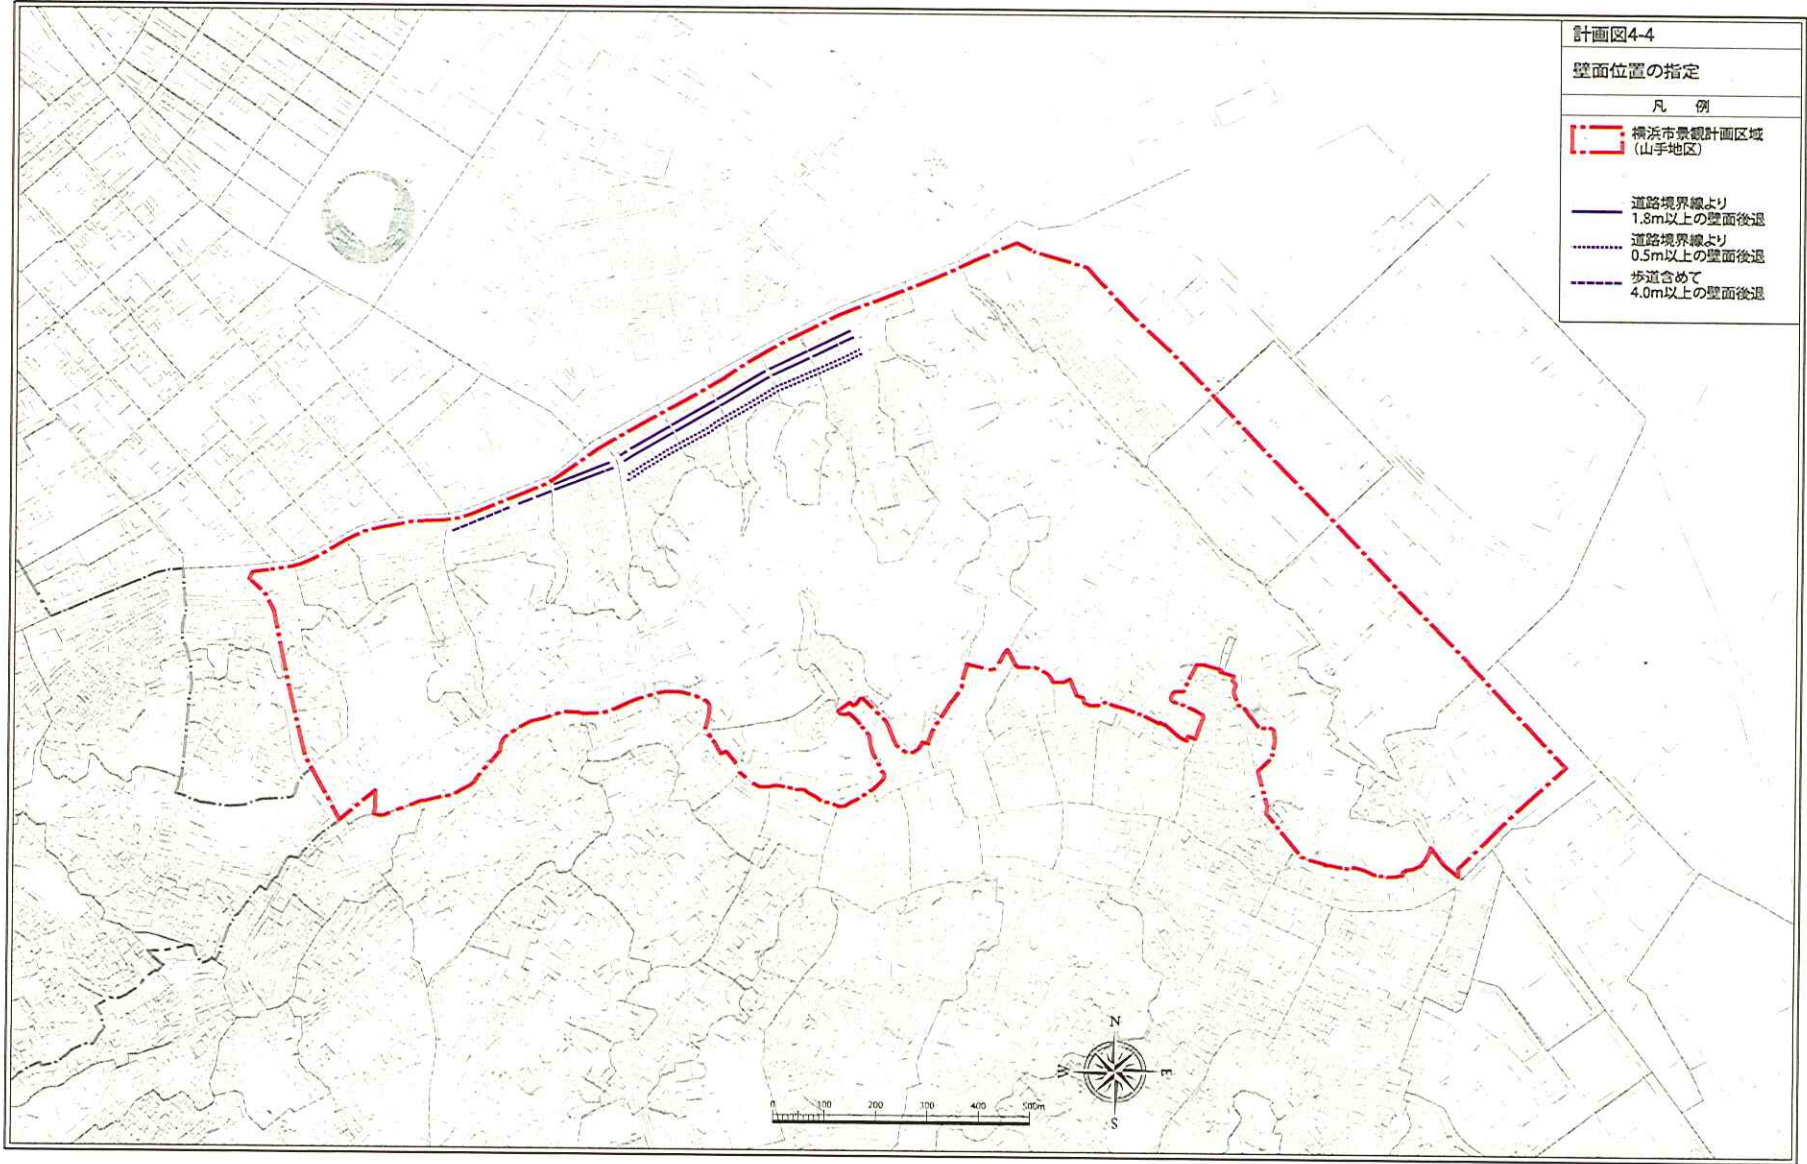 計画図4-4
壁面位置の指定
凡 例
横浜市景観計画区域
(山手地区)
道路境界線より
1.8m以上の壁面後退
道路境界線より
0.5m以上の壁面後退
歩道含めて
4.0m以上の壁面後退
N
W
E
S
0 100 200 300 400 500m